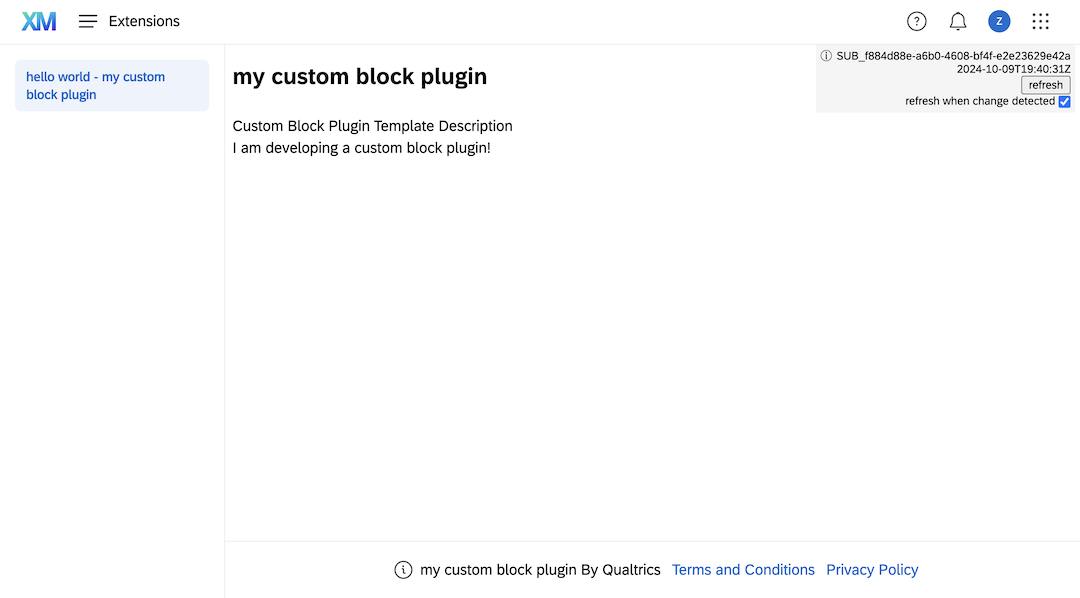 XM Extensions ? Z
hello world - my custom
block plugin
my custom block plugin
SUB_f884d88e-a6b0-4608-bf4f-e2e23629e42a
2024-10-09T19:40:31Z
refresh
refresh when change detected
Custom Block Plugin Template Description
I am developing a custom block plugin!
my custom block plugin By Qualtrics Terms and Conditions Privacy Policy